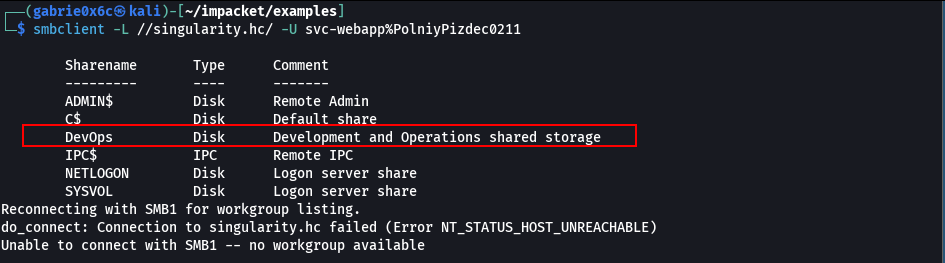 ┌──(gabrie0x6c㉿kali)-[~/impacket/examples]
└─$ smbclient -L //singularity.hc/ -U svc-webapp%PolniyPizdec0211
Sharename Type Comment
--------- ---- -------
ADMIN$ Disk Remote Admin
C$ Disk Default share
DevOps Disk Development and Operations shared storage
IPC$ IPC Remote IPC
NETLOGON Disk Logon server share
SYSVOL Disk Logon server share
Reconnecting with SMB1 for workgroup listing.
do_connect: Connection to singularity.hc failed (Error NT_STATUS_HOST_UNREACHABLE)
Unable to connect with SMB1 -- no workgroup available